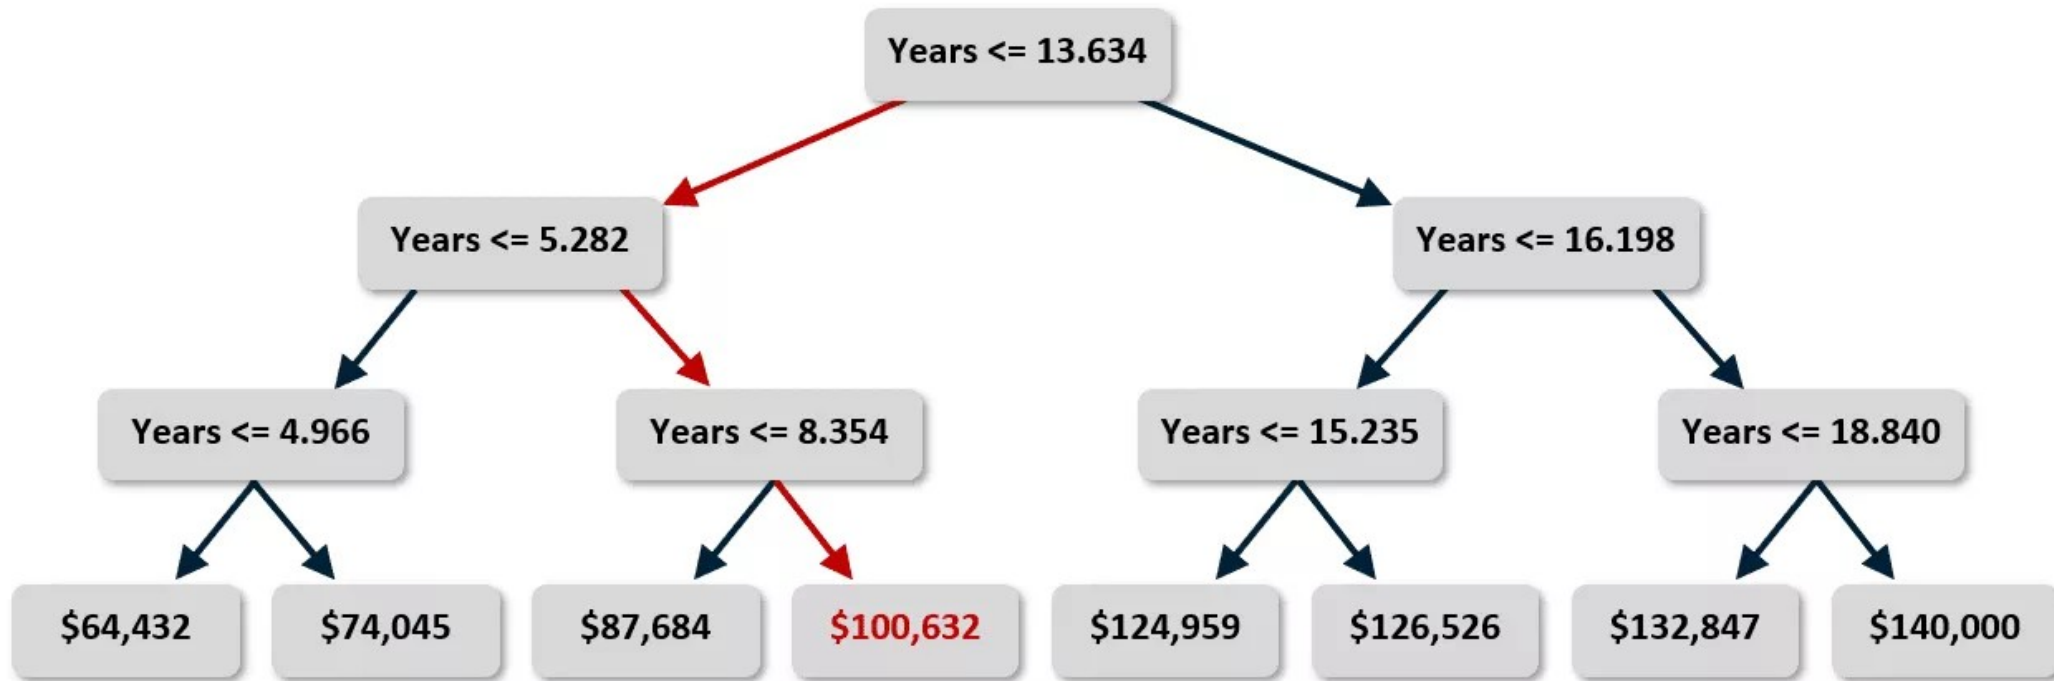 Years <= 13.634
Years <= 5.282
Years <= 16.198
Years <= 4.966
Years <= 8.354
Years <= 15.235
Years <= 18.840
$64,432
$74,045
$87,684
$100,632
$124,959
$126,526
$132,847
$140,000